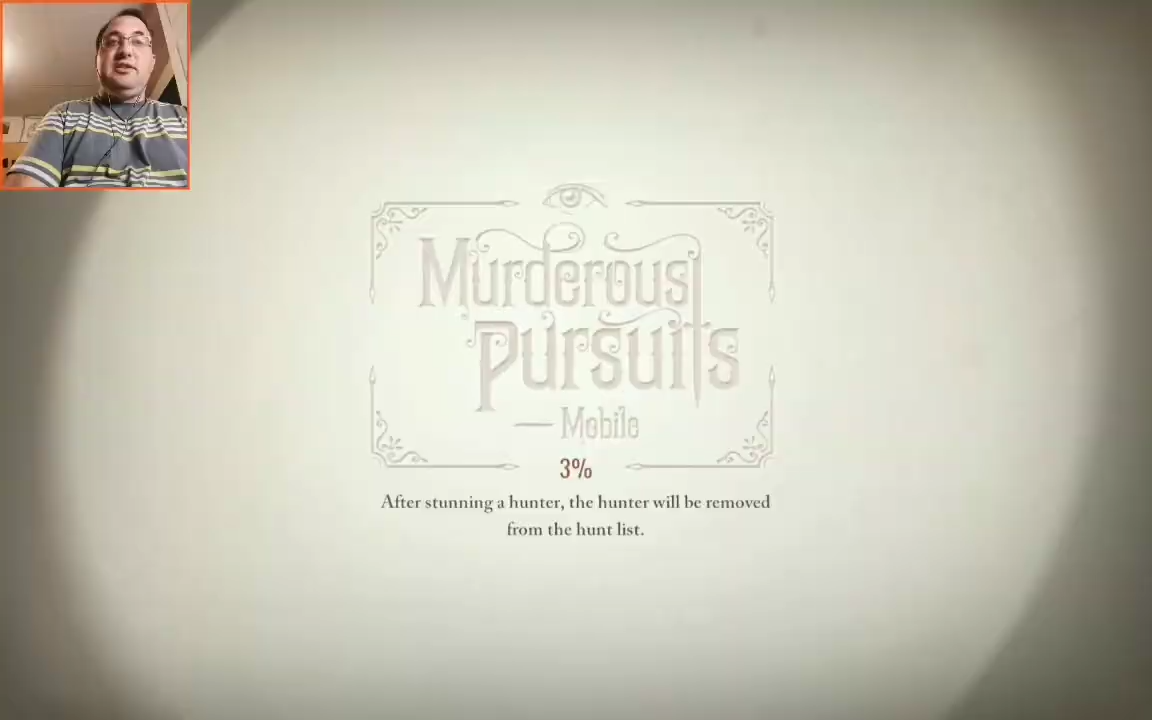 Murderous
Pursuits
Mobile
3%
After stunning a hunter, the hunter will be removed
from the hunt list.